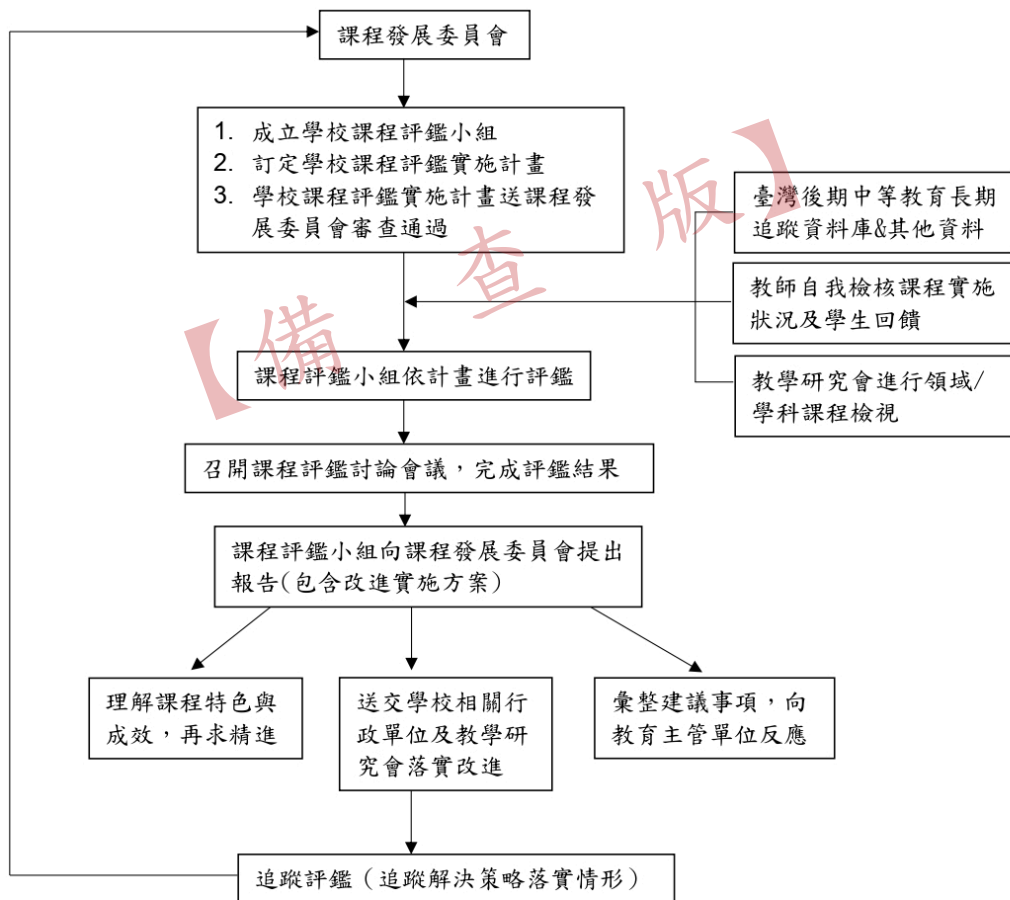 課程發展委員會
1. 成立學校課程評鑑小組
2. 訂定學校課程評鑑實施計畫
3. 學校課程評鑑實施計畫送課程發
展委員會審查通過
臺灣後期中等教育長期
追蹤資料庫&其他資料
教師自我檢核課程實施
狀況及學生回饋
教學研究會進行領域/
學科課程檢視
【備查版】
課程評鑑小組依計畫進行評鑑
召開課程評鑑討論會議，完成評鑑結果
課程評鑑小組向課程發展委員會提出
報告(包含改進實施方案)
理解課程特色與
成效，再求精進
送交學校相關行
政單位及教學研
究會落實改進
彙整建議事項，向
教育主管單位反應
追蹤評鑑（追蹤解決策略落實情形）